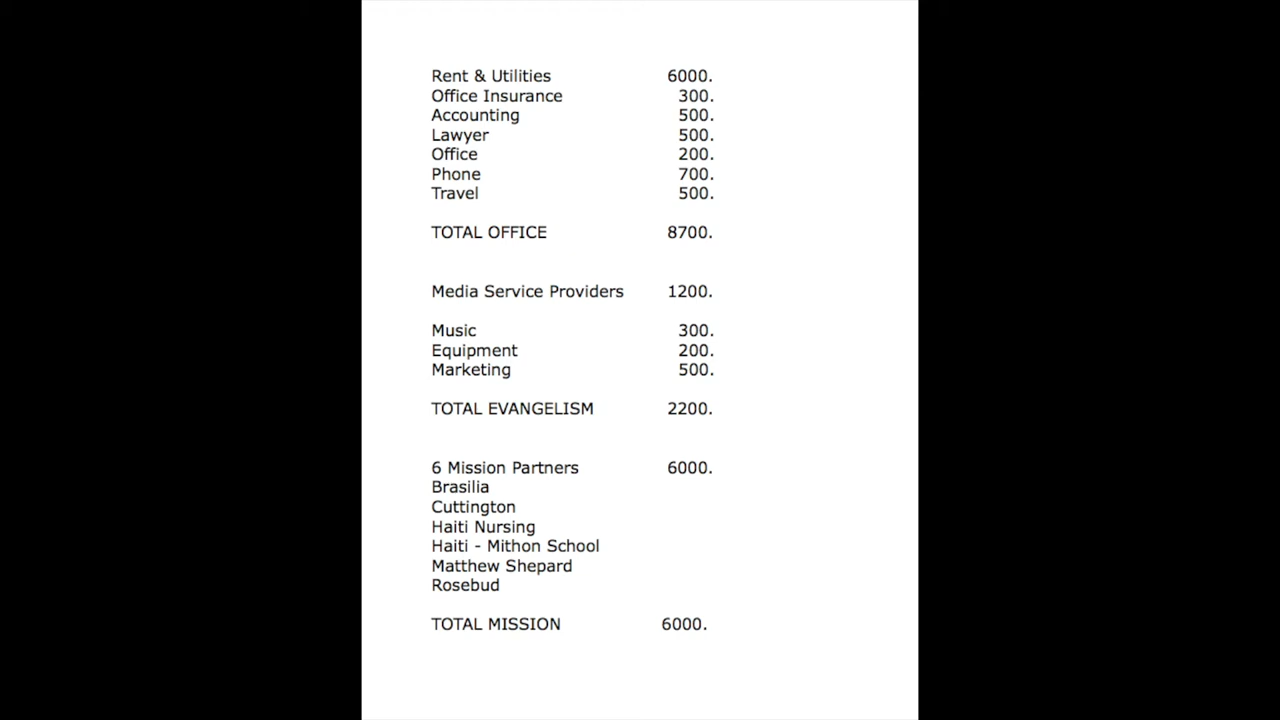 Rent & Utilities 6000.
Office Insurance 300.
Accounting 500.
Lawyer 500.
Office 200.
Phone 700.
Travel 500.
TOTAL OFFICE 8700.
Media Service Providers 1200.
Music 300.
Equipment 200.
Marketing 500.
TOTAL EVANGELISM 2200.
6 Mission Partners 6000.
Brasilia
Cuttington
Haiti Nursing
Haiti - Mithon School
Matthew Shepard
Rosebud
TOTAL MISSION 6000.